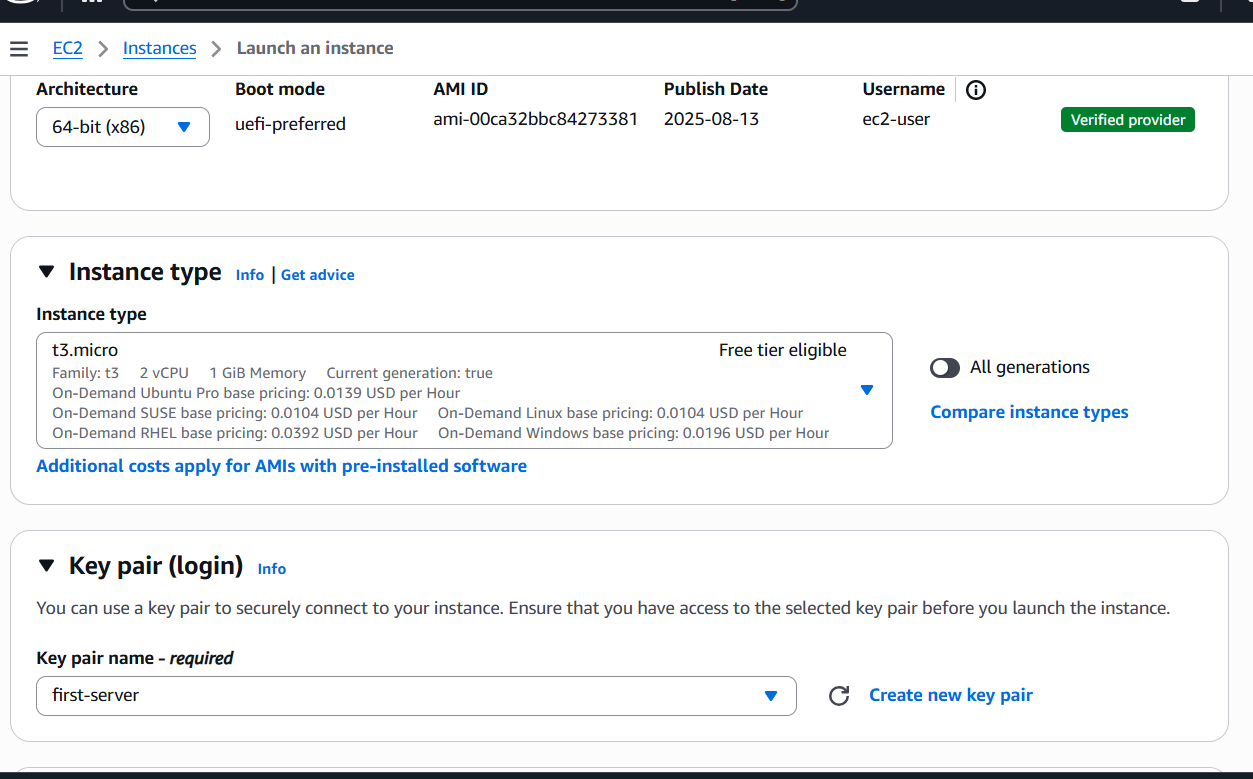 EC2 Instances Launch an instance
Architecture Boot mode AMI ID Publish Date Username
64-bit (x86) uefi-preferred ami-00ca32bbc84273381 2025-08-13 ec2-user Verified provider
Instance type Info | Get advice
Instance type
t3.micro Free tier eligible
Family: t3 2 vCPU 1 GiB Memory Current generation: true
On-Demand Ubuntu Pro base pricing: 0.0139 USD per Hour
On-Demand SUSE base pricing: 0.0104 USD per Hour On-Demand Linux base pricing: 0.0104 USD per Hour
On-Demand RHEL base pricing: 0.0392 USD per Hour On-Demand Windows base pricing: 0.0196 USD per Hour
All generations
Compare instance types
Additional costs apply for AMIs with pre-installed software
Key pair (login) Info
You can use a key pair to securely connect to your instance. Ensure that you have access to the selected key pair before you launch the instance.
Key pair name - required
first-server Create new key pair